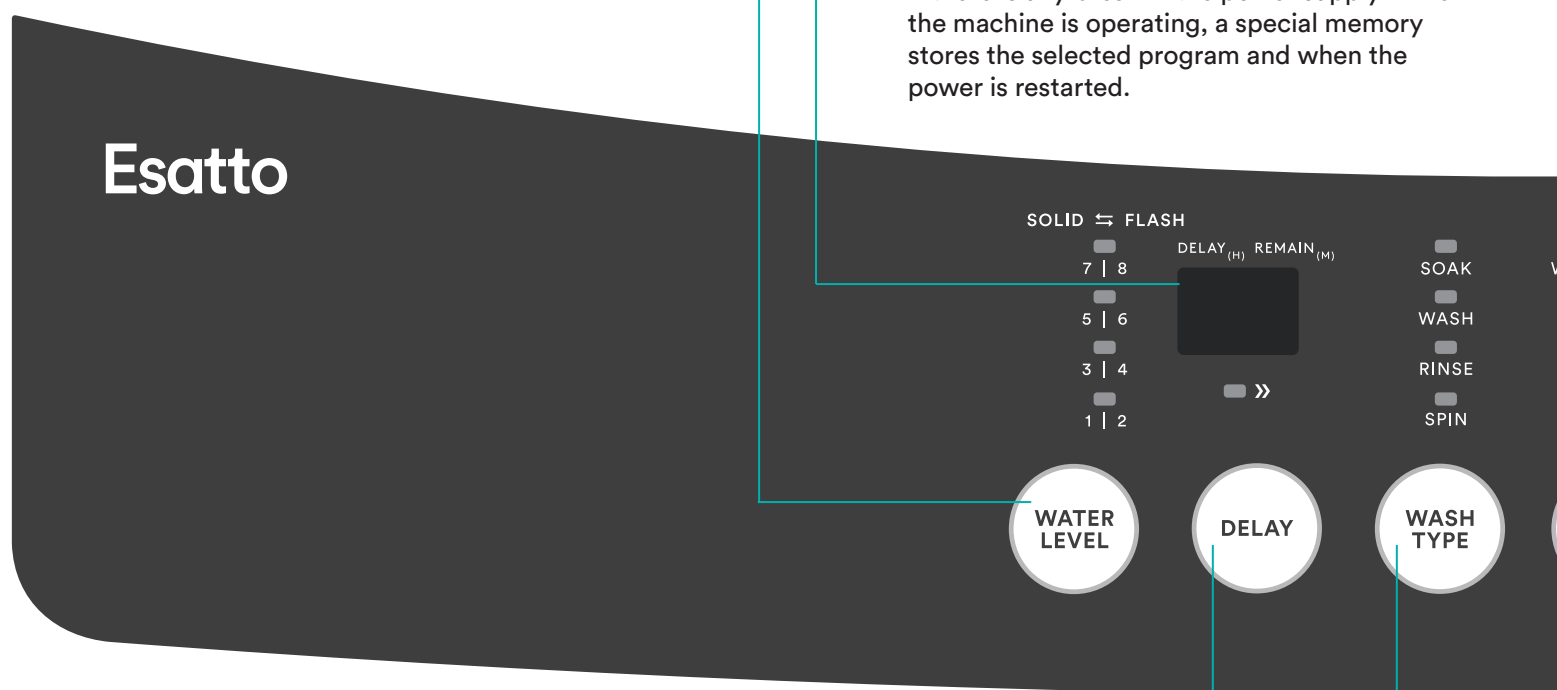 the machine is operating, a special memory
stores the selected program and when the
power is restarted.
Esatto
SOLID ⇆ FLASH
DELAY (H) REMAIN (M)
7 | 8
5 | 6
3 | 4
1 | 2
»
SOAK
WASH
RINSE
SPIN
WATER
LEVEL
DELAY
WASH
TYPE